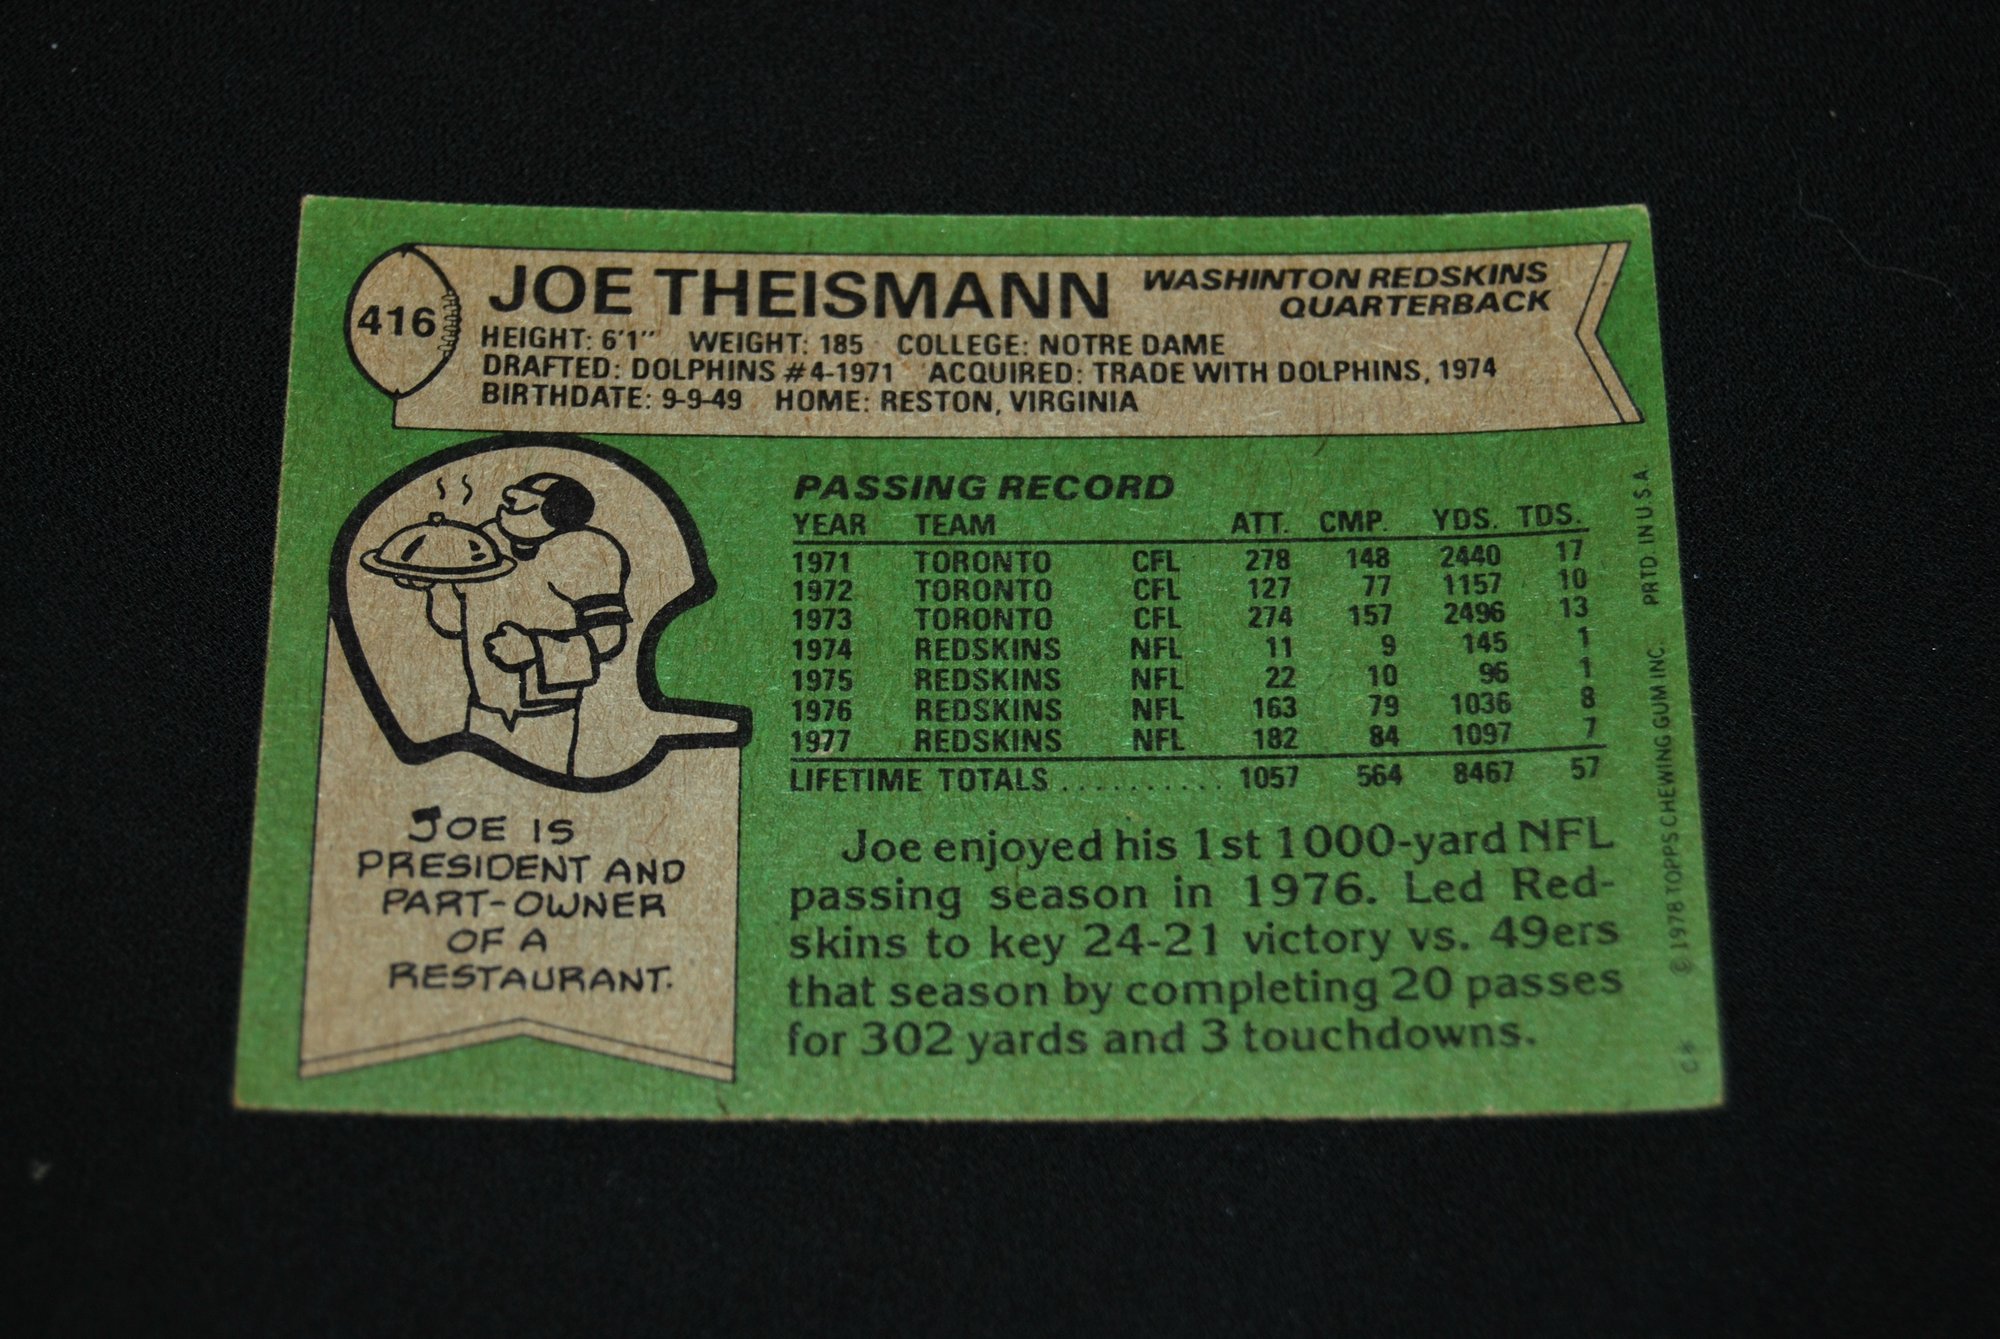 416
JOE THEISMANN
WASHINTON REDSKINS
QUARTERBACK
HEIGHT: 6'1" WEIGHT: 185 COLLEGE: NOTRE DAME
DRAFTED: DOLPHINS #4-1971 ACQUIRED: TRADE WITH DOLPHINS, 1974
BIRTHDATE: 9-9-49 HOME: RESTON, VIRGINIA
JOE IS
PRESIDENT AND
PART-OWNER
OF A
RESTAURANT.
PASSING RECORD
YEAR TEAM ATT. CMP. YDS. TDS.
1971 TORONTO CFL 278 148 2440 17
1972 TORONTO CFL 127 77 1157 10
1973 TORONTO CFL 274 157 2496 13
1974 REDSKINS NFL 11 9 145 1
1975 REDSKINS NFL 22 10 96 1
1976 REDSKINS NFL 163 79 1036 8
1977 REDSKINS NFL 182 84 1097 7
LIFETIME TOTALS .......... 1057 564 8467 57
Joe enjoyed his 1st 1000-yard NFL
passing season in 1976. Led Red-
skins to key 24-21 victory vs. 49ers
that season by completing 20 passes
for 302 yards and 3 touchdowns.
C* © 1978 TOPPS CHEWING GUM INC. PRTD. IN U.S.A.